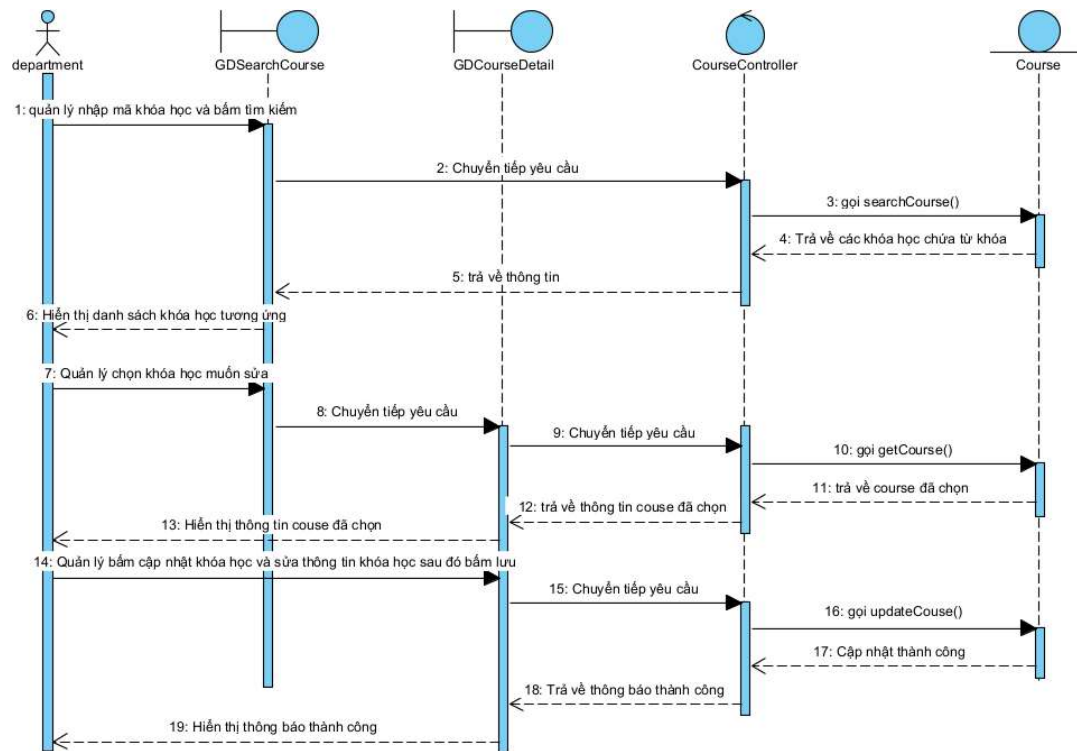 department
GDSearchCourse
GDCourseDetail
CourseController
Course
1: quản lý nhập mã khóa học và bấm tìm kiếm
2: Chuyển tiếp yêu cầu
3: gọi searchCourse()
4: Trả về các khóa học chứa từ khóa
5: trả về thông tin
6: Hiển thị danh sách khóa học tương ứng
7: Quản lý chọn khóa học muốn sửa
8: Chuyển tiếp yêu cầu
9: Chuyển tiếp yêu cầu
10: gọi getCourse()
11: trả về course đã chọn
12: trả về thông tin couse đã chọn
13: Hiển thị thông tin couse đã chọn
14: Quản lý bấm cập nhật khóa học và sửa thông tin khóa học sau đó bấm lưu
15: Chuyển tiếp yêu cầu
16: gọi updateCouse()
17: Cập nhật thành công
18: Trả về thông báo thành công
19: Hiển thị thông báo thành công